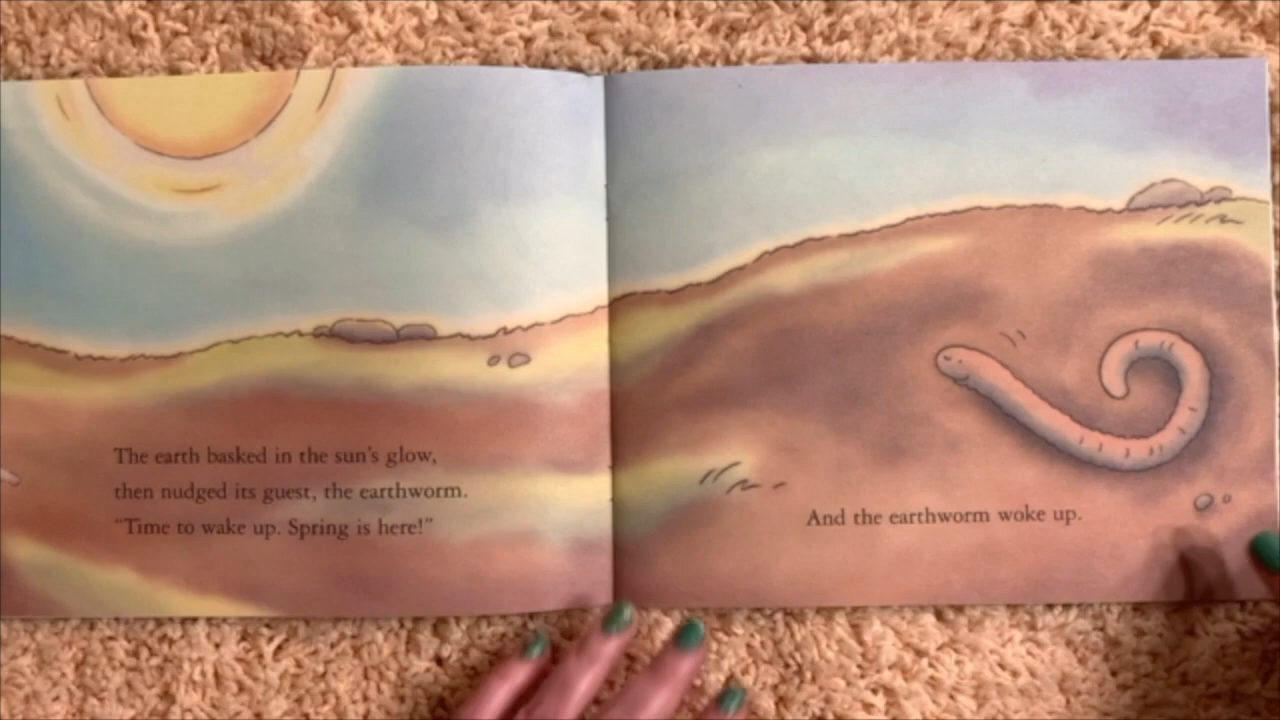 The earth basked in the sun's glow,
then nudged its guest, the earthworm.
“Time to wake up. Spring is here!”
And the earthworm woke up.